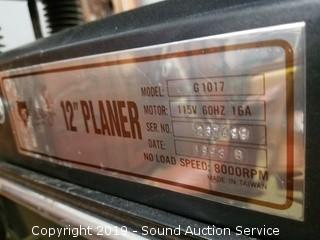 12" PLANER
MODEL: G1017
MOTOR: 115V 60HZ 16A
SER. NO.
DATE:
NO LOAD SPEED: 8000RPM
MADE IN TAIWAN
Copyright 2019 - Sound Auction Service